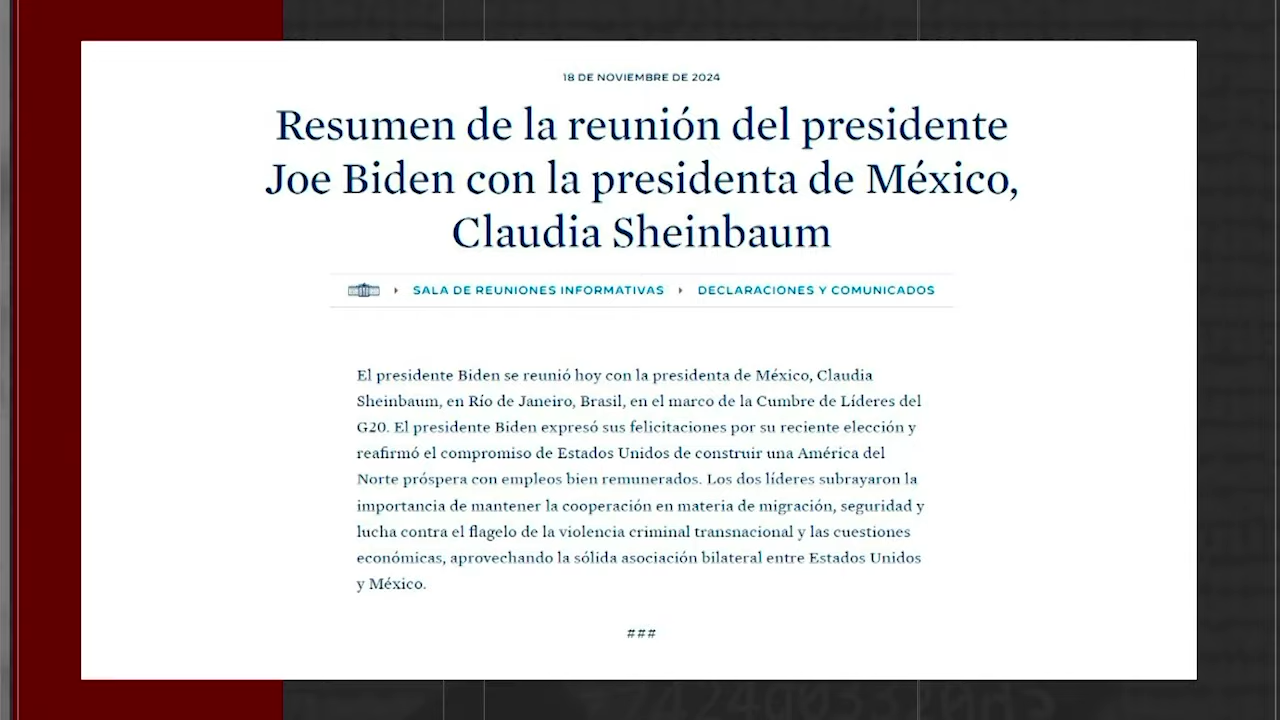 18 DE NOVIEMBRE DE 2024
Resumen de la reunión del presidente
Joe Biden con la presidenta de México,
Claudia Sheinbaum
SALA DE REUNIONES INFORMATIVAS DECLARACIONES Y COMUNICADOS
El presidente Biden se reunió hoy con la presidenta de México, Claudia
Sheinbaum, en Río de Janeiro, Brasil, en el marco de la Cumbre de Líderes del
G20. El presidente Biden expresó sus felicitaciones por su reciente elección y
reafirmó el compromiso de Estados Unidos de construir una América del
Norte próspera con empleos bien remunerados. Los dos líderes subrayaron la
importancia de mantener la cooperación en materia de migración, seguridad y
lucha contra el flagelo de la violencia criminal transnacional y las cuestiones
económicas, aprovechando la sólida asociación bilateral entre Estados Unidos
y México.
###